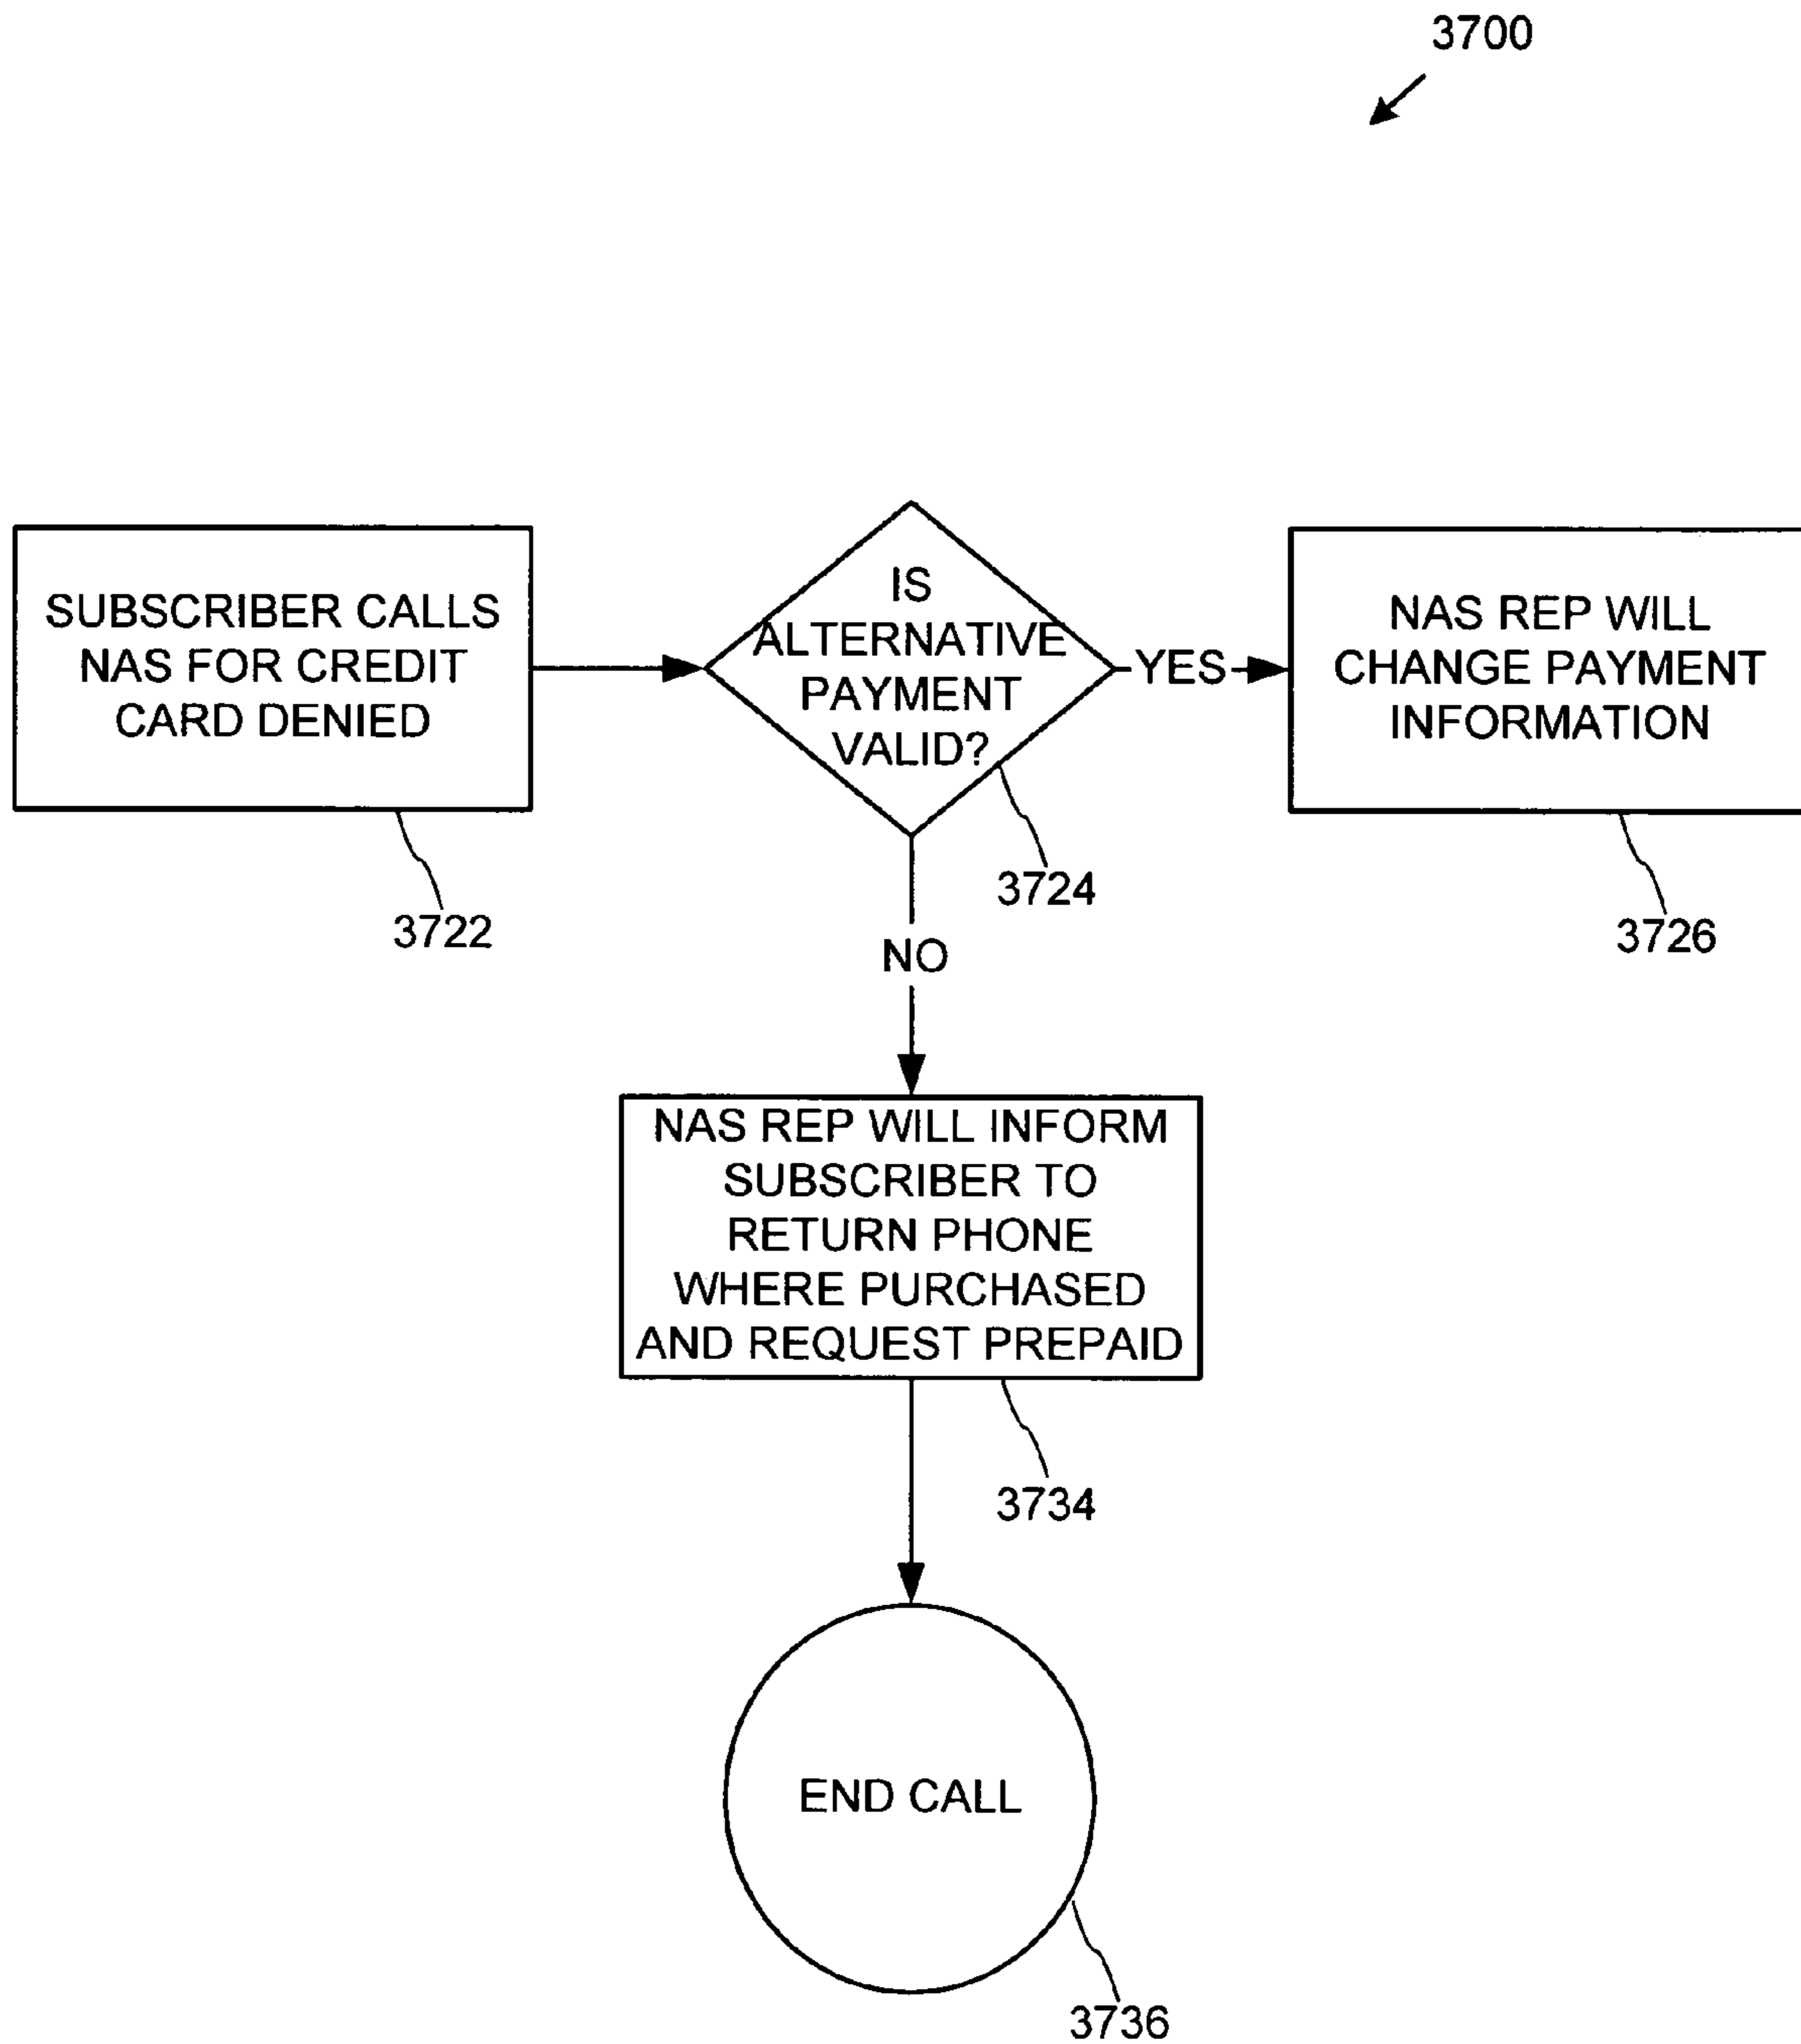 3700
SUBSCRIBER CALLS
NAS FOR CREDIT
CARD DENIED
3722
IS
ALTERNATIVE
PAYMENT
VALID?
3724
YES
NAS REP WILL
CHANGE PAYMENT
INFORMATION
3726
NO
NAS REP WILL INFORM
SUBSCRIBER TO
RETURN PHONE
WHERE PURCHASED
AND REQUEST PREPAID
3734
END CALL
3736